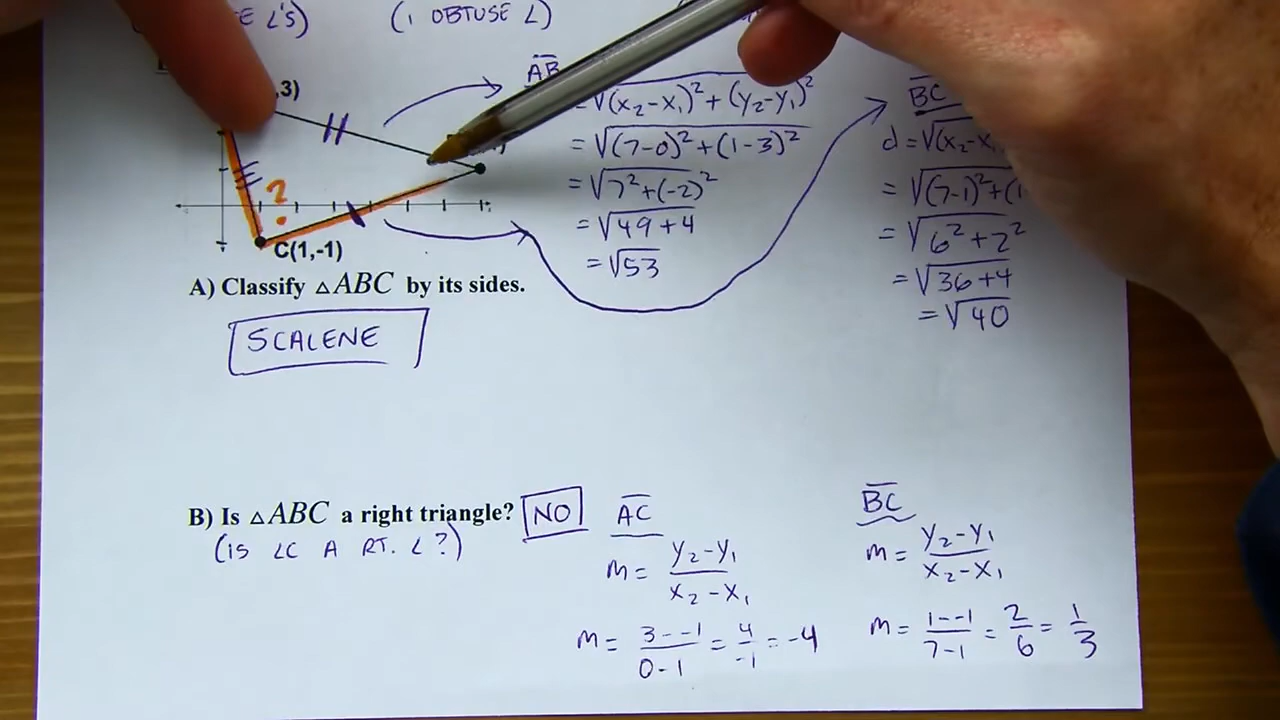 ∠'S)
(1 OBTUSE ∠)
,3)
?
C(1,-1)
A) Classify △ABC by its sides.
SCALENE
AB
= √(x₂-x₁)² + (y₂-y₁)²
= √(7-0)² + (1-3)²
= √7² + (-2)²
= √49+4
= √53
BC
d = √(x₂-x₁
= √(7-1)² + (1
= √6² + 2²
= √36+4
= √40
B) Is △ABC a right triangle? NO
(IS ∠C A RT. ∠?)
AC
m = y₂-y₁ / x₂-x₁
m = 3--1 / 0-1 = 4/-1 = -4
BC
m = y₂-y₁ / x₂-x₁
m = 1--1 / 7-1 = 2/6 = 1/3